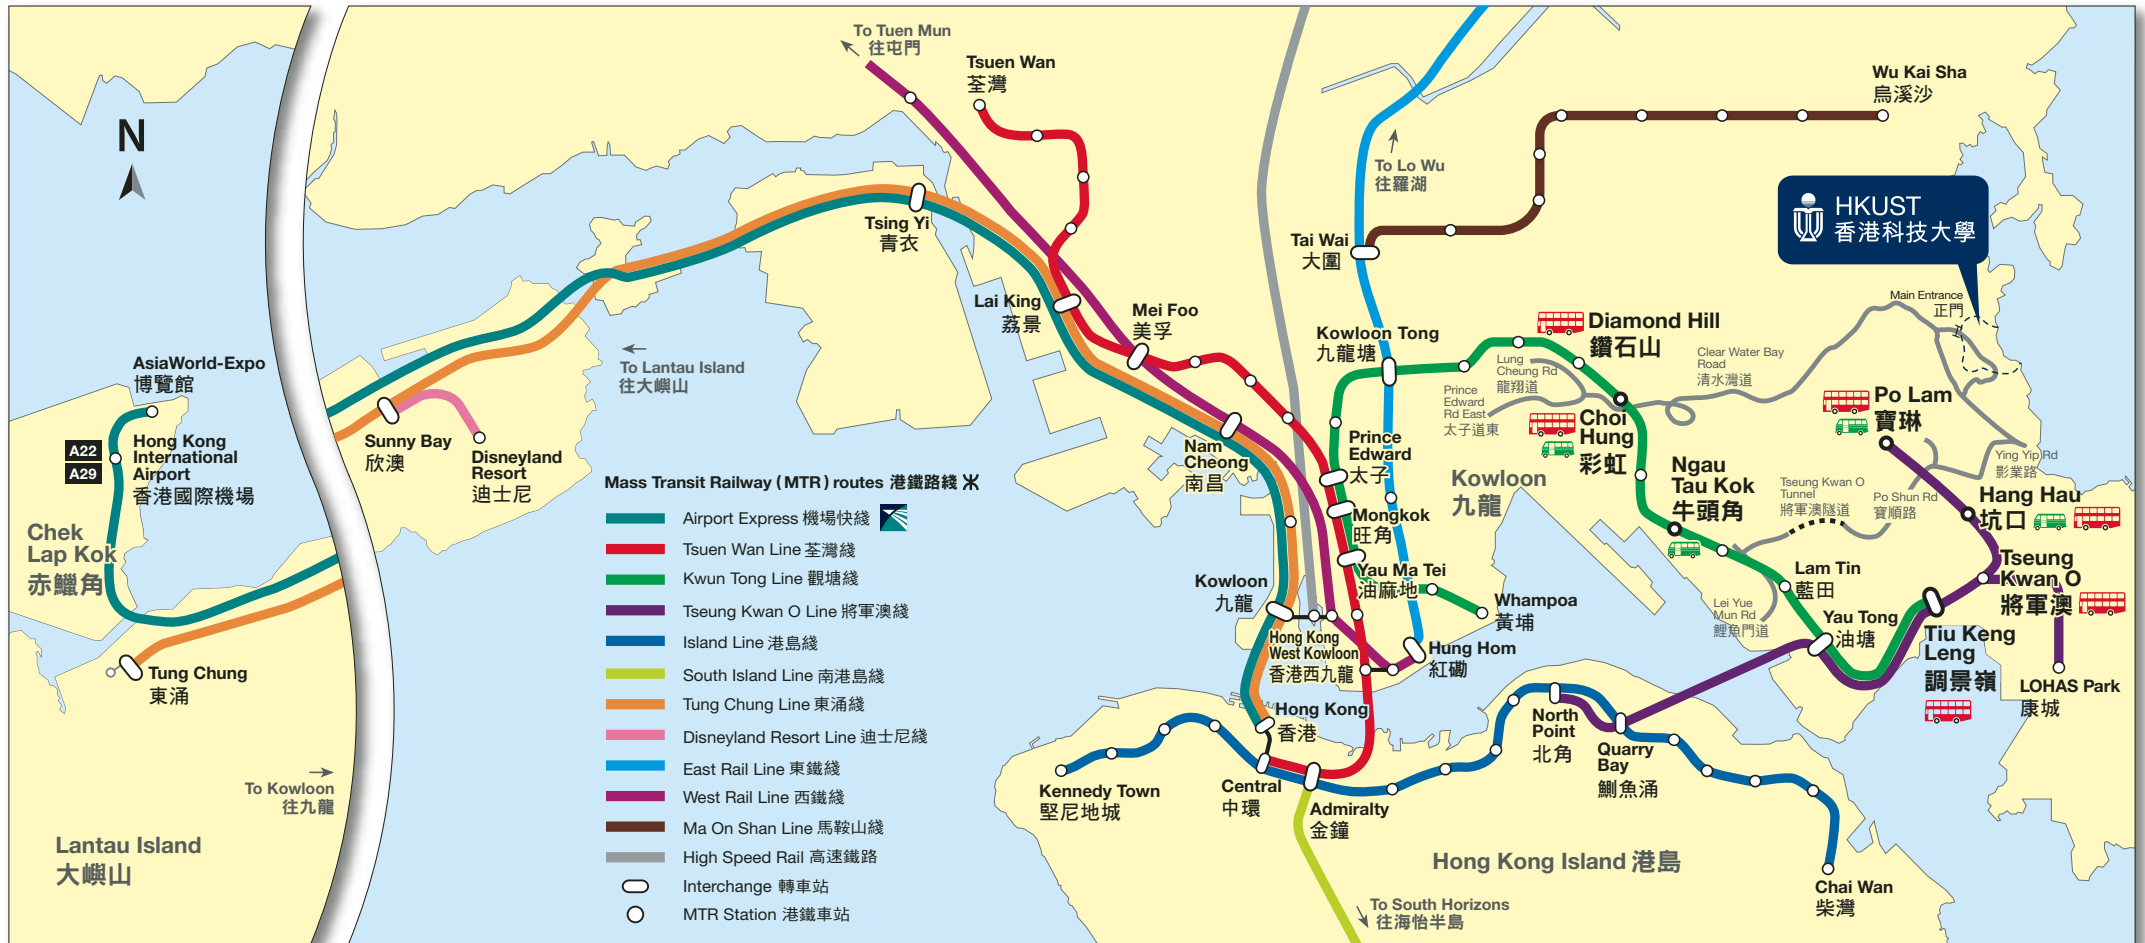 To Tuen Mun
往屯門
Tsuen Wan
荃灣
Wu Kai Sha
烏溪沙
N
To Lo Wu
往羅湖
HKUST
香港科技大學
Tsing Yi
青衣
Tai Wai
大圍
Lai King
荔景
Mei Foo
美孚
Main Entrance
正門
Diamond Hill
鑽石山
Kowloon Tong
九龍塘
Lung
Cheung Rd
龍翔道
Clear Water Bay
Road
清水灣道
AsiaWorld-Expo
博覽館
To Lantau Island
往大嶼山
Prince
Edward
Rd East
太子道東
Po Lam
寶琳
Choi
Hung
彩虹
A22
A29
Hong Kong
International
Airport
香港國際機場
Sunny Bay
欣澳
Disneyland
Resort
迪士尼
Nam
Cheong
南昌
Prince
Edward
太子
Kowloon
九龍
Ngau
Tau Kok
牛頭角
Ying Yip Rd
影業路
Tseung Kwan O
Tunnel
將軍澳隧道
Po Shun Rd
寶順路
Hang Hau
坑口
Mass Transit Railway ( MTR ) routes 港鐵路綫
Airport Express 機場快綫
Tsuen Wan Line 荃灣綫
Kwun Tong Line 觀塘綫
Tseung Kwan O Line 將軍澳綫
Island Line 港島綫
South Island Line 南港島綫
Tung Chung Line 東涌綫
Disneyland Resort Line 迪士尼綫
East Rail Line 東鐵綫
West Rail Line 西鐵綫
Ma On Shan Line 馬鞍山綫
High Speed Rail 高速鐵路
Interchange 轉車站
MTR Station 港鐵車站
Chek
Lap Kok
赤鱲角
Mongkok
旺角
Yau Ma Tei
油麻地
Kowloon
九龍
Whampoa
黃埔
Lam Tin
藍田
Tseung
Kwan O
將軍澳
Lei Yue
Mun Rd
鯉魚門道
Yau Tong
油塘
Tiu Keng
Leng
調景嶺
Hong Kong
West Kowloon
香港西九龍
Hung Hom
紅磡
Tung Chung
東涌
LOHAS Park
康城
Hong Kong
香港
North
Point
北角
Quarry
Bay
鰂魚涌
To Kowloon
往九龍
Kennedy Town
堅尼地城
Central
中環
Admiralty
金鐘
Lantau Island
大嶼山
Hong Kong Island 港島
Chai Wan
柴灣
To South Horizons
往海怡半島